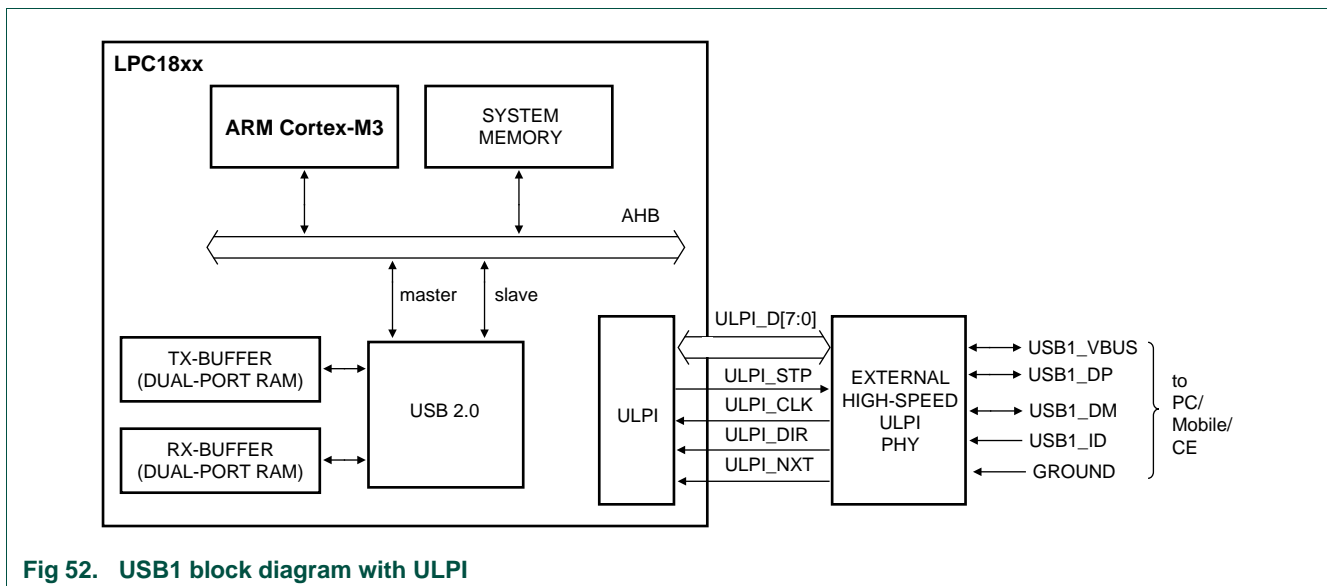 LPC18xx
ARM Cortex-M3
SYSTEM
MEMORY
AHB
master
slave
TX-BUFFER
(DUAL-PORT RAM)
RX-BUFFER
(DUAL-PORT RAM)
USB 2.0
ULPI
ULPI_D[7:0]
ULPI_STP
ULPI_CLK
ULPI_DIR
ULPI_NXT
EXTERNAL
HIGH-SPEED
ULPI
PHY
USB1_VBUS
USB1_DP
USB1_DM
USB1_ID
GROUND
to
PC/
Mobile/
CE
Fig 52. USB1 block diagram with ULPI